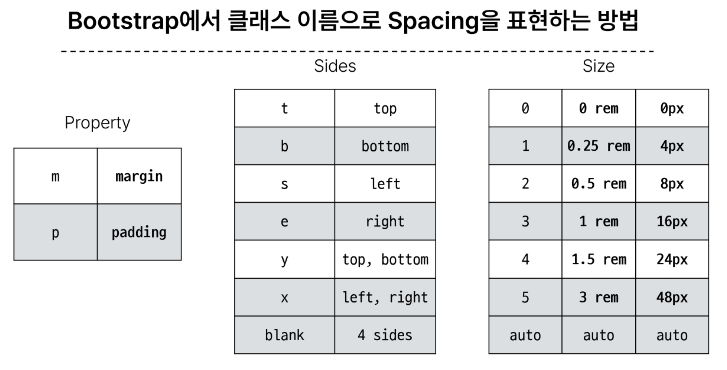 Bootstrap에서 클래스 이름으로 Spacing을 표현하는 방법
Property
m margin
p padding
Sides
t top
b bottom
s left
e right
y top, bottom
x left, right
blank 4 sides
Size
0 0 rem 0px
1 0.25 rem 4px
2 0.5 rem 8px
3 1 rem 16px
4 1.5 rem 24px
5 3 rem 48px
auto auto auto